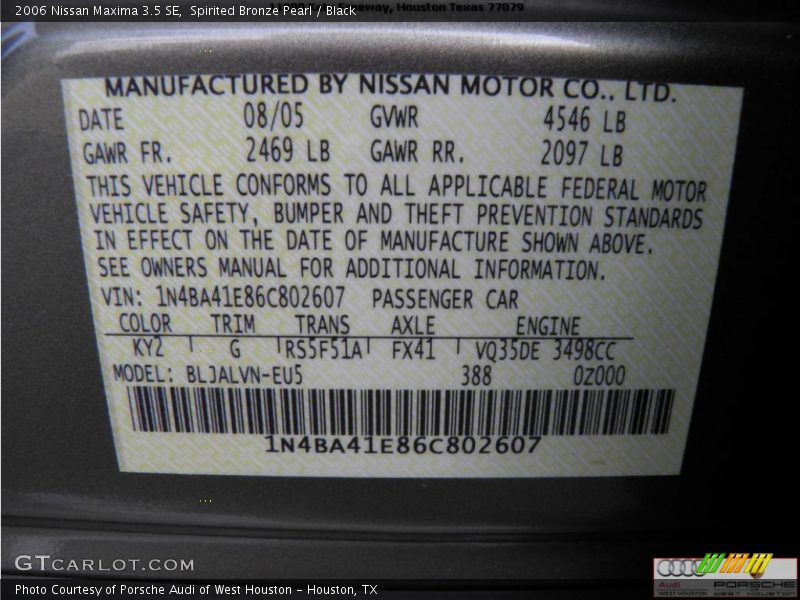 2006 Nissan Maxima 3.5 SE, Spirited Bronze Pearl / Black
Houston Texas 77079
MANUFACTURED BY NISSAN MOTOR CO., LTD.
DATE 08/05 GVWR 4546 LB
GAWR FR. 2469 LB GAWR RR. 2097 LB
THIS VEHICLE CONFORMS TO ALL APPLICABLE FEDERAL MOTOR
VEHICLE SAFETY, BUMPER AND THEFT PREVENTION STANDARDS
IN EFFECT ON THE DATE OF MANUFACTURE SHOWN ABOVE.
SEE OWNERS MANUAL FOR ADDITIONAL INFORMATION.
VIN: 1N4BA41E86C802607 PASSENGER CAR
COLOR TRIM TRANS AXLE ENGINE
KY2 G RS5F51A FX41 VQ35DE 3498CC
MODEL: BLJALVN-EU5 388 0Z000
1N4BA41E86C802607
GTCARLOT.COM
Audi PORSCHE
WEST HOUSTON WEST HOUSTON
Photo Courtesy of Porsche Audi of West Houston - Houston, TX